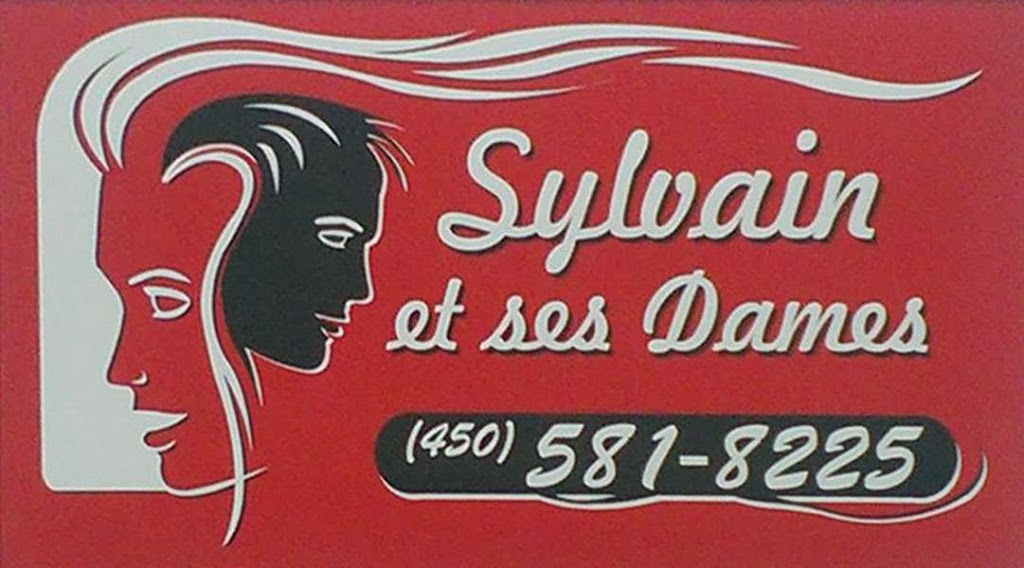 Sylvain
et ses Dames
(450) 581-8225